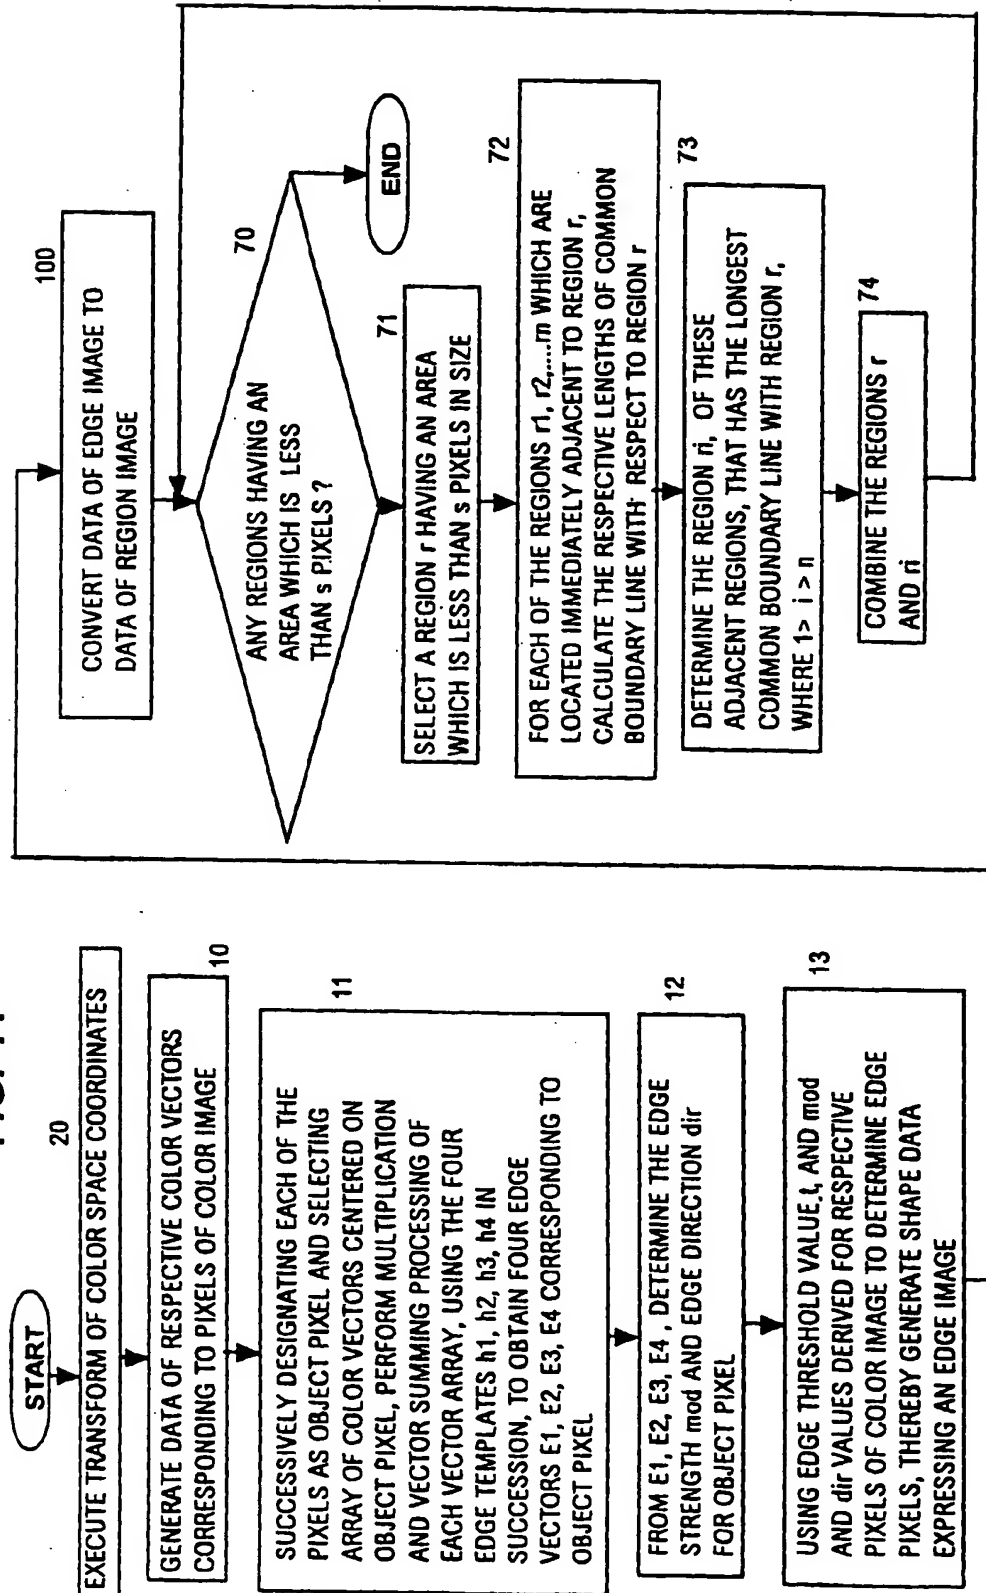 START
20
EXECUTE TRANSFORM OF COLOR SPACE COORDINATES
10
GENERATE DATA OF RESPECTIVE COLOR VECTORS
CORRESPONDING TO PIXELS OF COLOR IMAGE
11
SUCCESSIVELY DESIGNATING EACH OF THE
PIXELS AS OBJECT PIXEL AND SELECTING
ARRAY OF COLOR VECTORS CENTERED ON
OBJECT PIXEL, PERFORM MULTIPLICATION
AND VECTOR SUMMING PROCESSING OF
EACH VECTOR ARRAY, USING THE FOUR
EDGE TEMPLATES h1, h2, h3, h4 IN
SUCCESSION, TO OBTAIN FOUR EDGE
VECTORS E1, E2, E3, E4 CORRESPONDING TO
OBJECT PIXEL
12
FROM E1, E2, E3, E4 , DETERMINE THE EDGE
STRENGTH mod AND EDGE DIRECTION dir
FOR OBJECT PIXEL
13
USING EDGE THRESHOLD VALUE,t, AND mod
AND dir VALUES DERIVED FOR RESPECTIVE
PIXELS OF COLOR IMAGE TO DETERMINE EDGE
PIXELS, THEREBY GENERATE SHAPE DATA
EXPRESSING AN EDGE IMAGE
100
CONVERT DATA OF EDGE IMAGE TO
DATA OF REGION IMAGE
70
ANY REGIONS HAVING AN
AREA WHICH IS LESS
THAN s PIXELS ?
END
71
SELECT A REGION r HAVING AN AREA
WHICH IS LESS THAN s PIXELS IN SIZE
72
FOR EACH OF THE REGIONS r1, r2,....rn WHICH ARE
LOCATED IMMEDIATELY ADJACENT TO REGION r,
CALCULATE THE RESPECTIVE LENGTHS OF COMMON
BOUNDARY LINE WITH RESPECT TO REGION r
73
DETERMINE THE REGION ri, OF THESE
ADJACENT REGIONS, THAT HAS THE LONGEST
COMMON BOUNDARY LINE WITH REGION r,
WHERE 1> i > n
74
COMBINE THE REGIONS r
AND ri